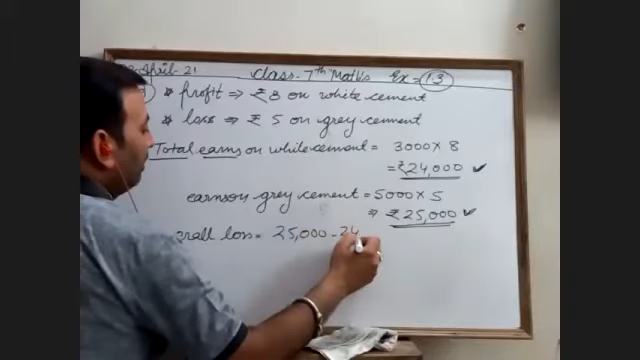 April-21 Class-7th Maths Ex=1.3
* profit ⇒ ₹ 8 on white cement
* loss ⇒ ₹ 5 on grey cement
Total earns on white cement = 3000 × 8
= ₹24,000 ✓
earns on grey cement = 5000 × 5
⇒ ₹ 25,000 ✓
loss = 25,000 - 24